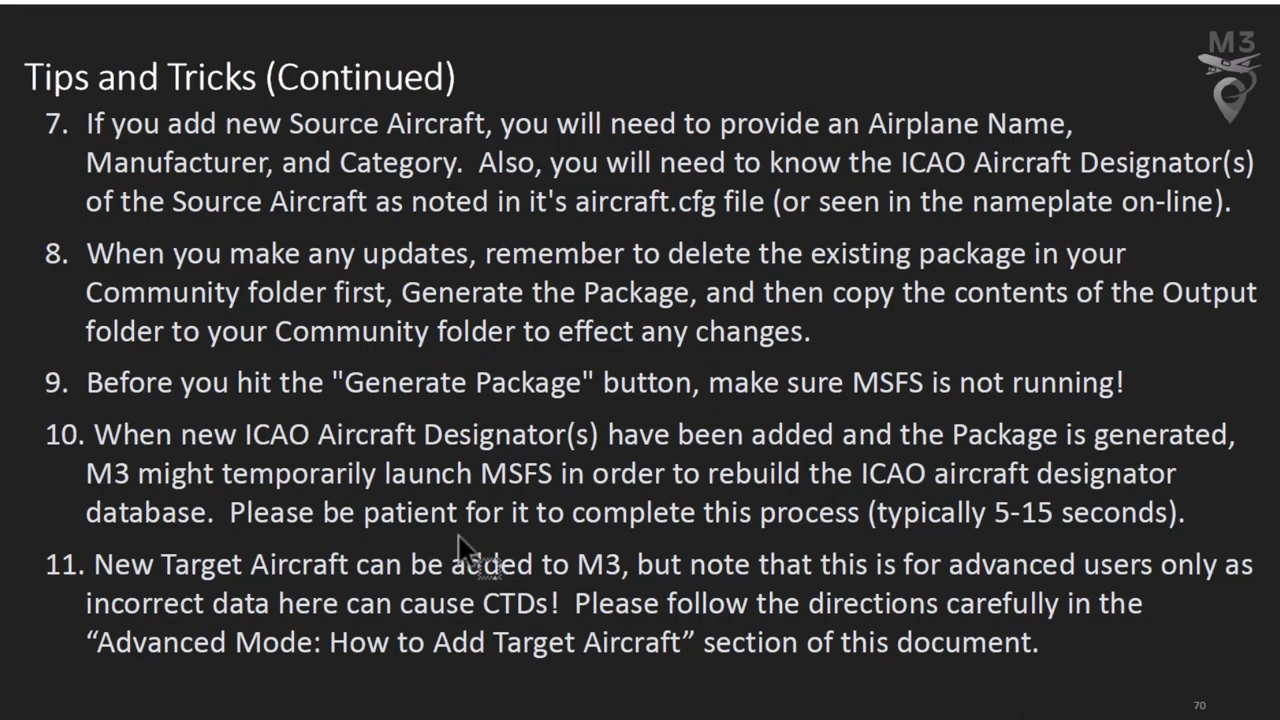 M3
Tips and Tricks (Continued)
7. If you add new Source Aircraft, you will need to provide an Airplane Name,
Manufacturer, and Category.  Also, you will need to know the ICAO Aircraft Designator(s)
of the Source Aircraft as noted in it's aircraft.cfg file (or seen in the nameplate on-line).
8. When you make any updates, remember to delete the existing package in your
Community folder first, Generate the Package, and then copy the contents of the Output
folder to your Community folder to effect any changes.
9. Before you hit the "Generate Package" button, make sure MSFS is not running!
10. When new ICAO Aircraft Designator(s) have been added and the Package is generated,
M3 might temporarily launch MSFS in order to rebuild the ICAO aircraft designator
database.  Please be patient for it to complete this process (typically 5-15 seconds).
11. New Target Aircraft can be added to M3, but note that this is for advanced users only as
incorrect data here can cause CTDs!  Please follow the directions carefully in the
“Advanced Mode: How to Add Target Aircraft” section of this document.
70